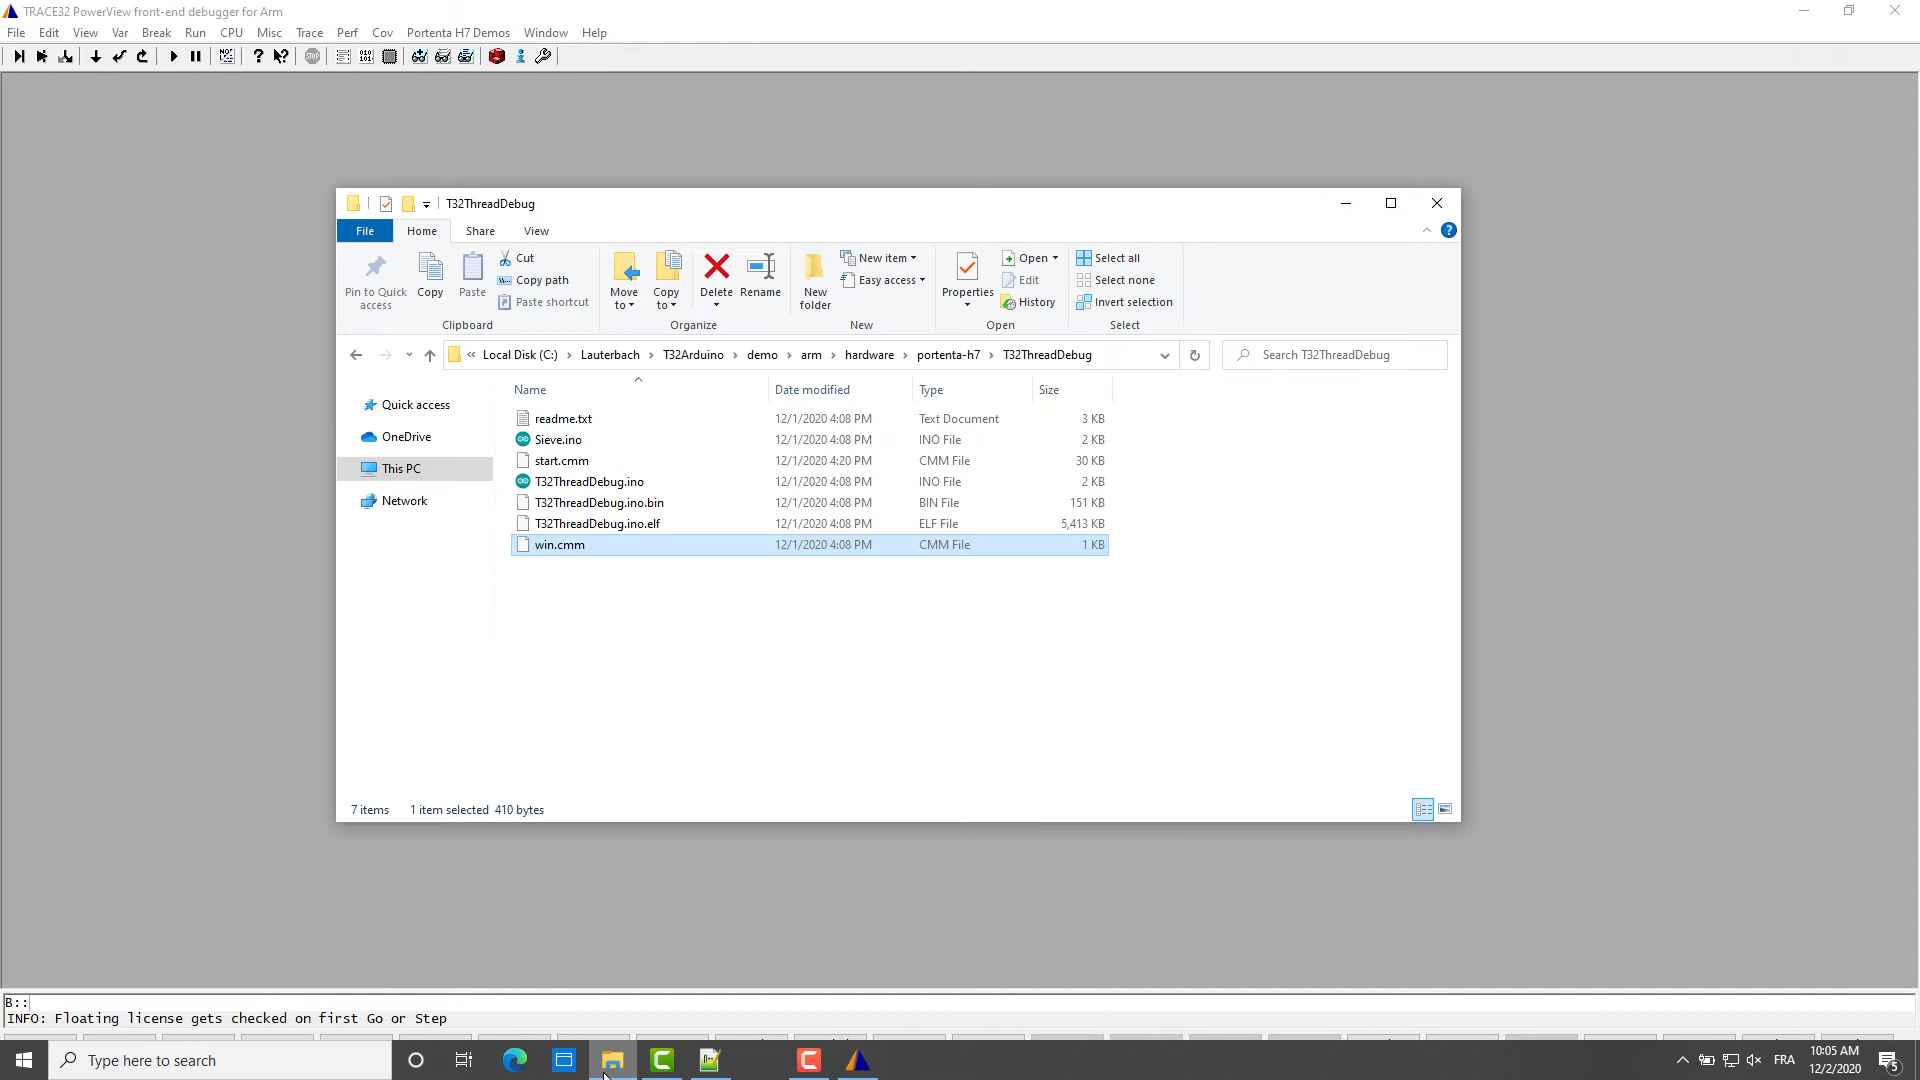 TRACE32 PowerView front-end debugger for Arm
File Edit View Var Break Run CPU Misc Trace Perf Cov Portenta H7 Demos Window Help
T32ThreadDebug
File Home Share View
Pin to Quick access
Copy
Paste
Cut
Copy path
Paste shortcut
Clipboard
Move to
Copy to
Delete
Rename
Organize
New folder
New item
Easy access
New
Properties
Open
Edit
History
Open
Select all
Select none
Invert selection
Select
« Local Disk (C:) › Lauterbach › T32Arduino › demo › arm › hardware › portenta-h7 › T32ThreadDebug
Search T32ThreadDebug
Quick access
OneDrive
This PC
Network
Name Date modified Type Size
readme.txt 12/1/2020 4:08 PM Text Document 3 KB
Sieve.ino 12/1/2020 4:08 PM INO File 2 KB
start.cmm 12/1/2020 4:20 PM CMM File 30 KB
T32ThreadDebug.ino 12/1/2020 4:08 PM INO File 2 KB
T32ThreadDebug.ino.bin 12/1/2020 4:08 PM BIN File 151 KB
T32ThreadDebug.ino.elf 12/1/2020 4:08 PM ELF File 5,413 KB
win.cmm 12/1/2020 4:08 PM CMM File 1 KB
7 items 1 item selected 410 bytes
B::
INFO: Floating license gets checked on first Go or Step
Type here to search
FRA
10:05 AM
12/2/2020
5